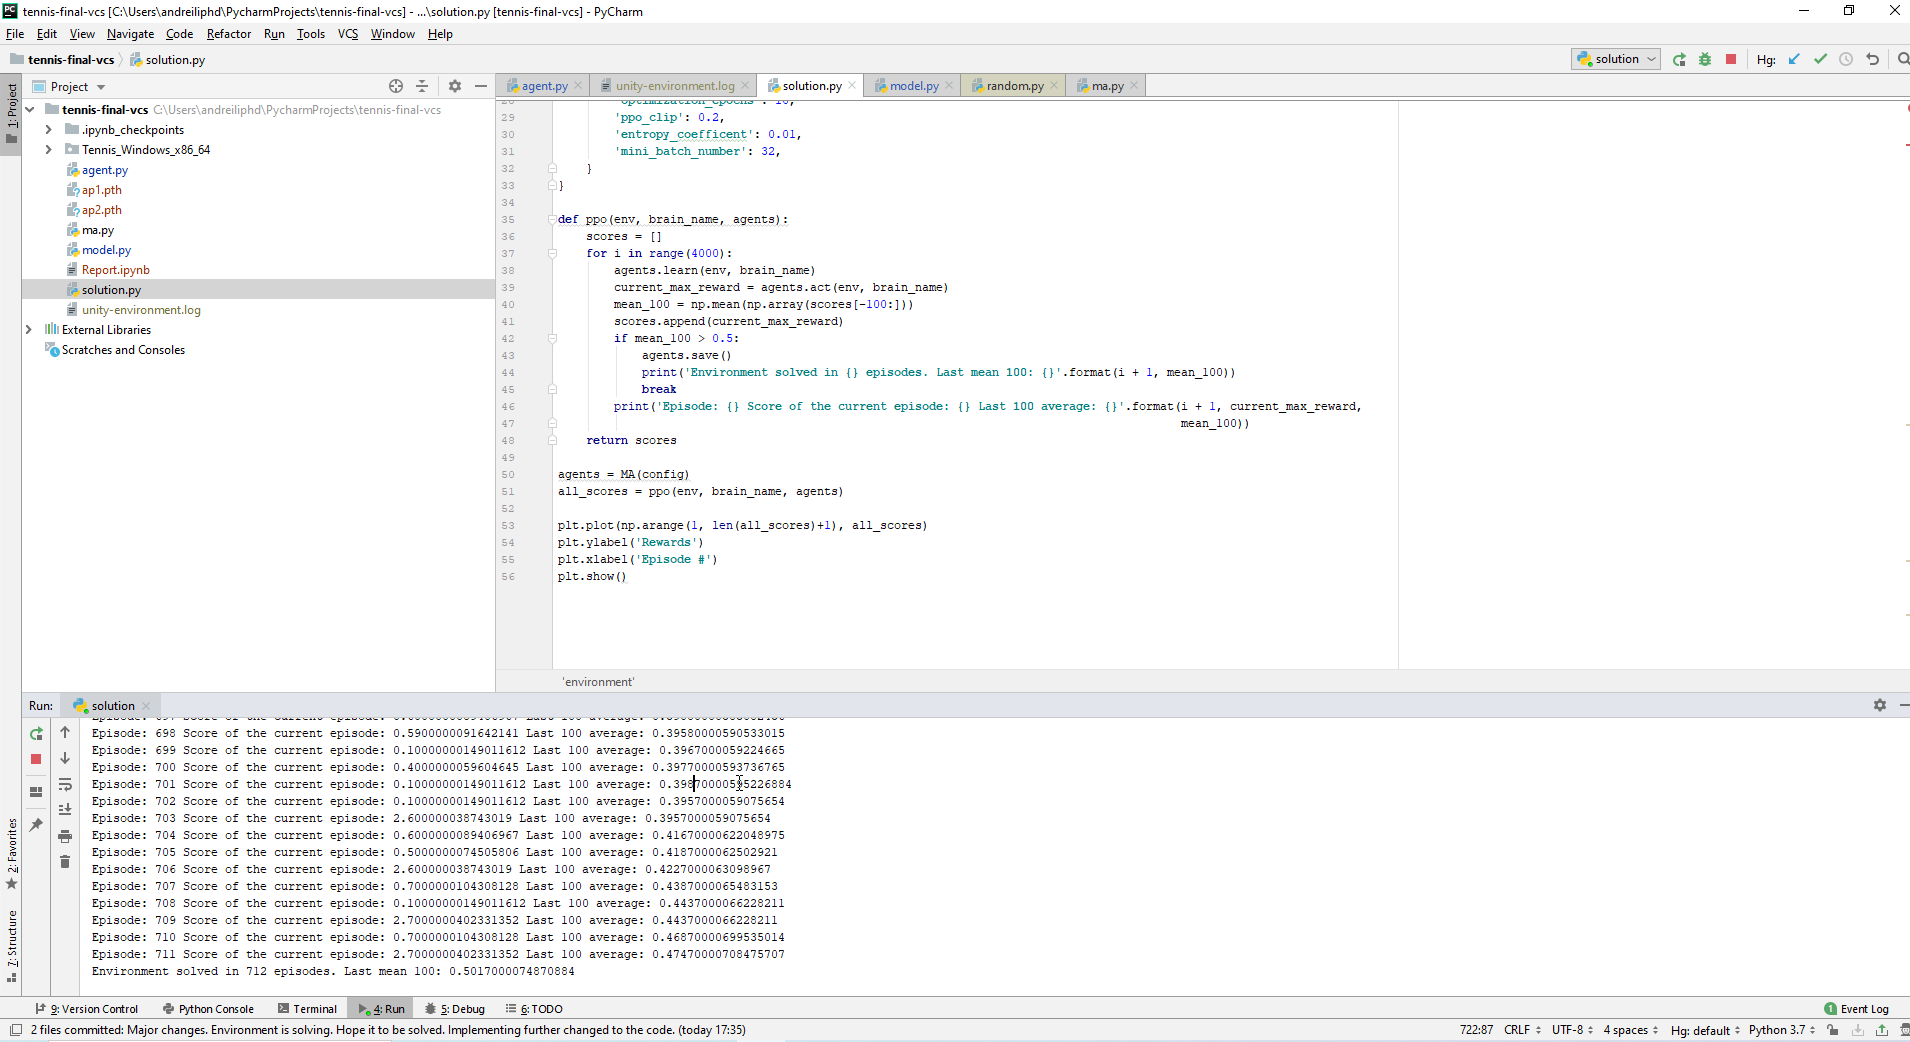 tennis-final-vcs [C:\Users\andreiliphd\PycharmProjects\tennis-final-vcs] - ...\solution.py [tennis-final-vcs] - PyCharm
File Edit View Navigate Code Refactor Run Tools VCS Window Help
tennis-final-vcs solution.py
solution Hg:
1: Project
Project
agent.py unity-environment.log solution.py model.py random.py ma.py
tennis-final-vcs C:\Users\andreiliphd\PycharmProjects\tennis-final-vcs
.ipynb_checkpoints
Tennis_Windows_x86_64
agent.py
ap1.pth
ap2.pth
ma.py
model.py
Report.ipynb
solution.py
unity-environment.log
External Libraries
Scratches and Consoles
29 'ppo_clip': 0.2,
30 'entropy_coefficent': 0.01,
31 'mini_batch_number': 32,
32 }
33 }
34
35 def ppo(env, brain_name, agents):
36 scores = []
37 for i in range(4000):
38 agents.learn(env, brain_name)
39 current_max_reward = agents.act(env, brain_name)
40 mean_100 = np.mean(np.array(scores[-100:]))
41 scores.append(current_max_reward)
42 if mean_100 > 0.5:
43 agents.save()
44 print('Environment solved in {} episodes. Last mean 100: {}'.format(i + 1, mean_100))
45 break
46 print('Episode: {} Score of the current episode: {} Last 100 average: {}'.format(i + 1, current_max_reward,
47 mean_100))
48 return scores
49
50 agents = MA(config)
51 all_scores = ppo(env, brain_name, agents)
52
53 plt.plot(np.arange(1, len(all_scores)+1), all_scores)
54 plt.ylabel('Rewards')
55 plt.xlabel('Episode #')
56 plt.show()
'environment'
Run: solution
Episode: 698 Score of the current episode: 0.5900000091642141 Last 100 average: 0.39580000590533015
Episode: 699 Score of the current episode: 0.1000000149011612 Last 100 average: 0.3967000059224665
Episode: 700 Score of the current episode: 0.4000000059604645 Last 100 average: 0.39770000593736765
Episode: 701 Score of the current episode: 0.1000000149011612 Last 100 average: 0.39870000595226884
Episode: 702 Score of the current episode: 0.1000000149011612 Last 100 average: 0.3957000059075654
Episode: 703 Score of the current episode: 2.600000038743019 Last 100 average: 0.3957000059075654
Episode: 704 Score of the current episode: 0.6000000089406967 Last 100 average: 0.41670000622048975
Episode: 705 Score of the current episode: 0.5000000074505806 Last 100 average: 0.4187000062502921
Episode: 706 Score of the current episode: 2.600000038743019 Last 100 average: 0.4227000063098967
Episode: 707 Score of the current episode: 0.7000000104308128 Last 100 average: 0.4387000065483153
Episode: 708 Score of the current episode: 0.1000000149011612 Last 100 average: 0.4437000066228211
Episode: 709 Score of the current episode: 2.7000000402331352 Last 100 average: 0.4437000066228211
Episode: 710 Score of the current episode: 0.7000000104308128 Last 100 average: 0.46870000699535014
Episode: 711 Score of the current episode: 2.7000000402331352 Last 100 average: 0.47470000708475707
Environment solved in 712 episodes. Last mean 100: 0.5017000074870884
2: Favorites
7: Structure
9: Version Control Python Console Terminal 4: Run 5: Debug 6: TODO 1 Event Log
2 files committed: Major changes. Environment is solving. Hope it to be solved. Implementing further changed to the code. (today 17:35) 722:87 CRLF UTF-8 4 spaces Hg: default Python 3.7